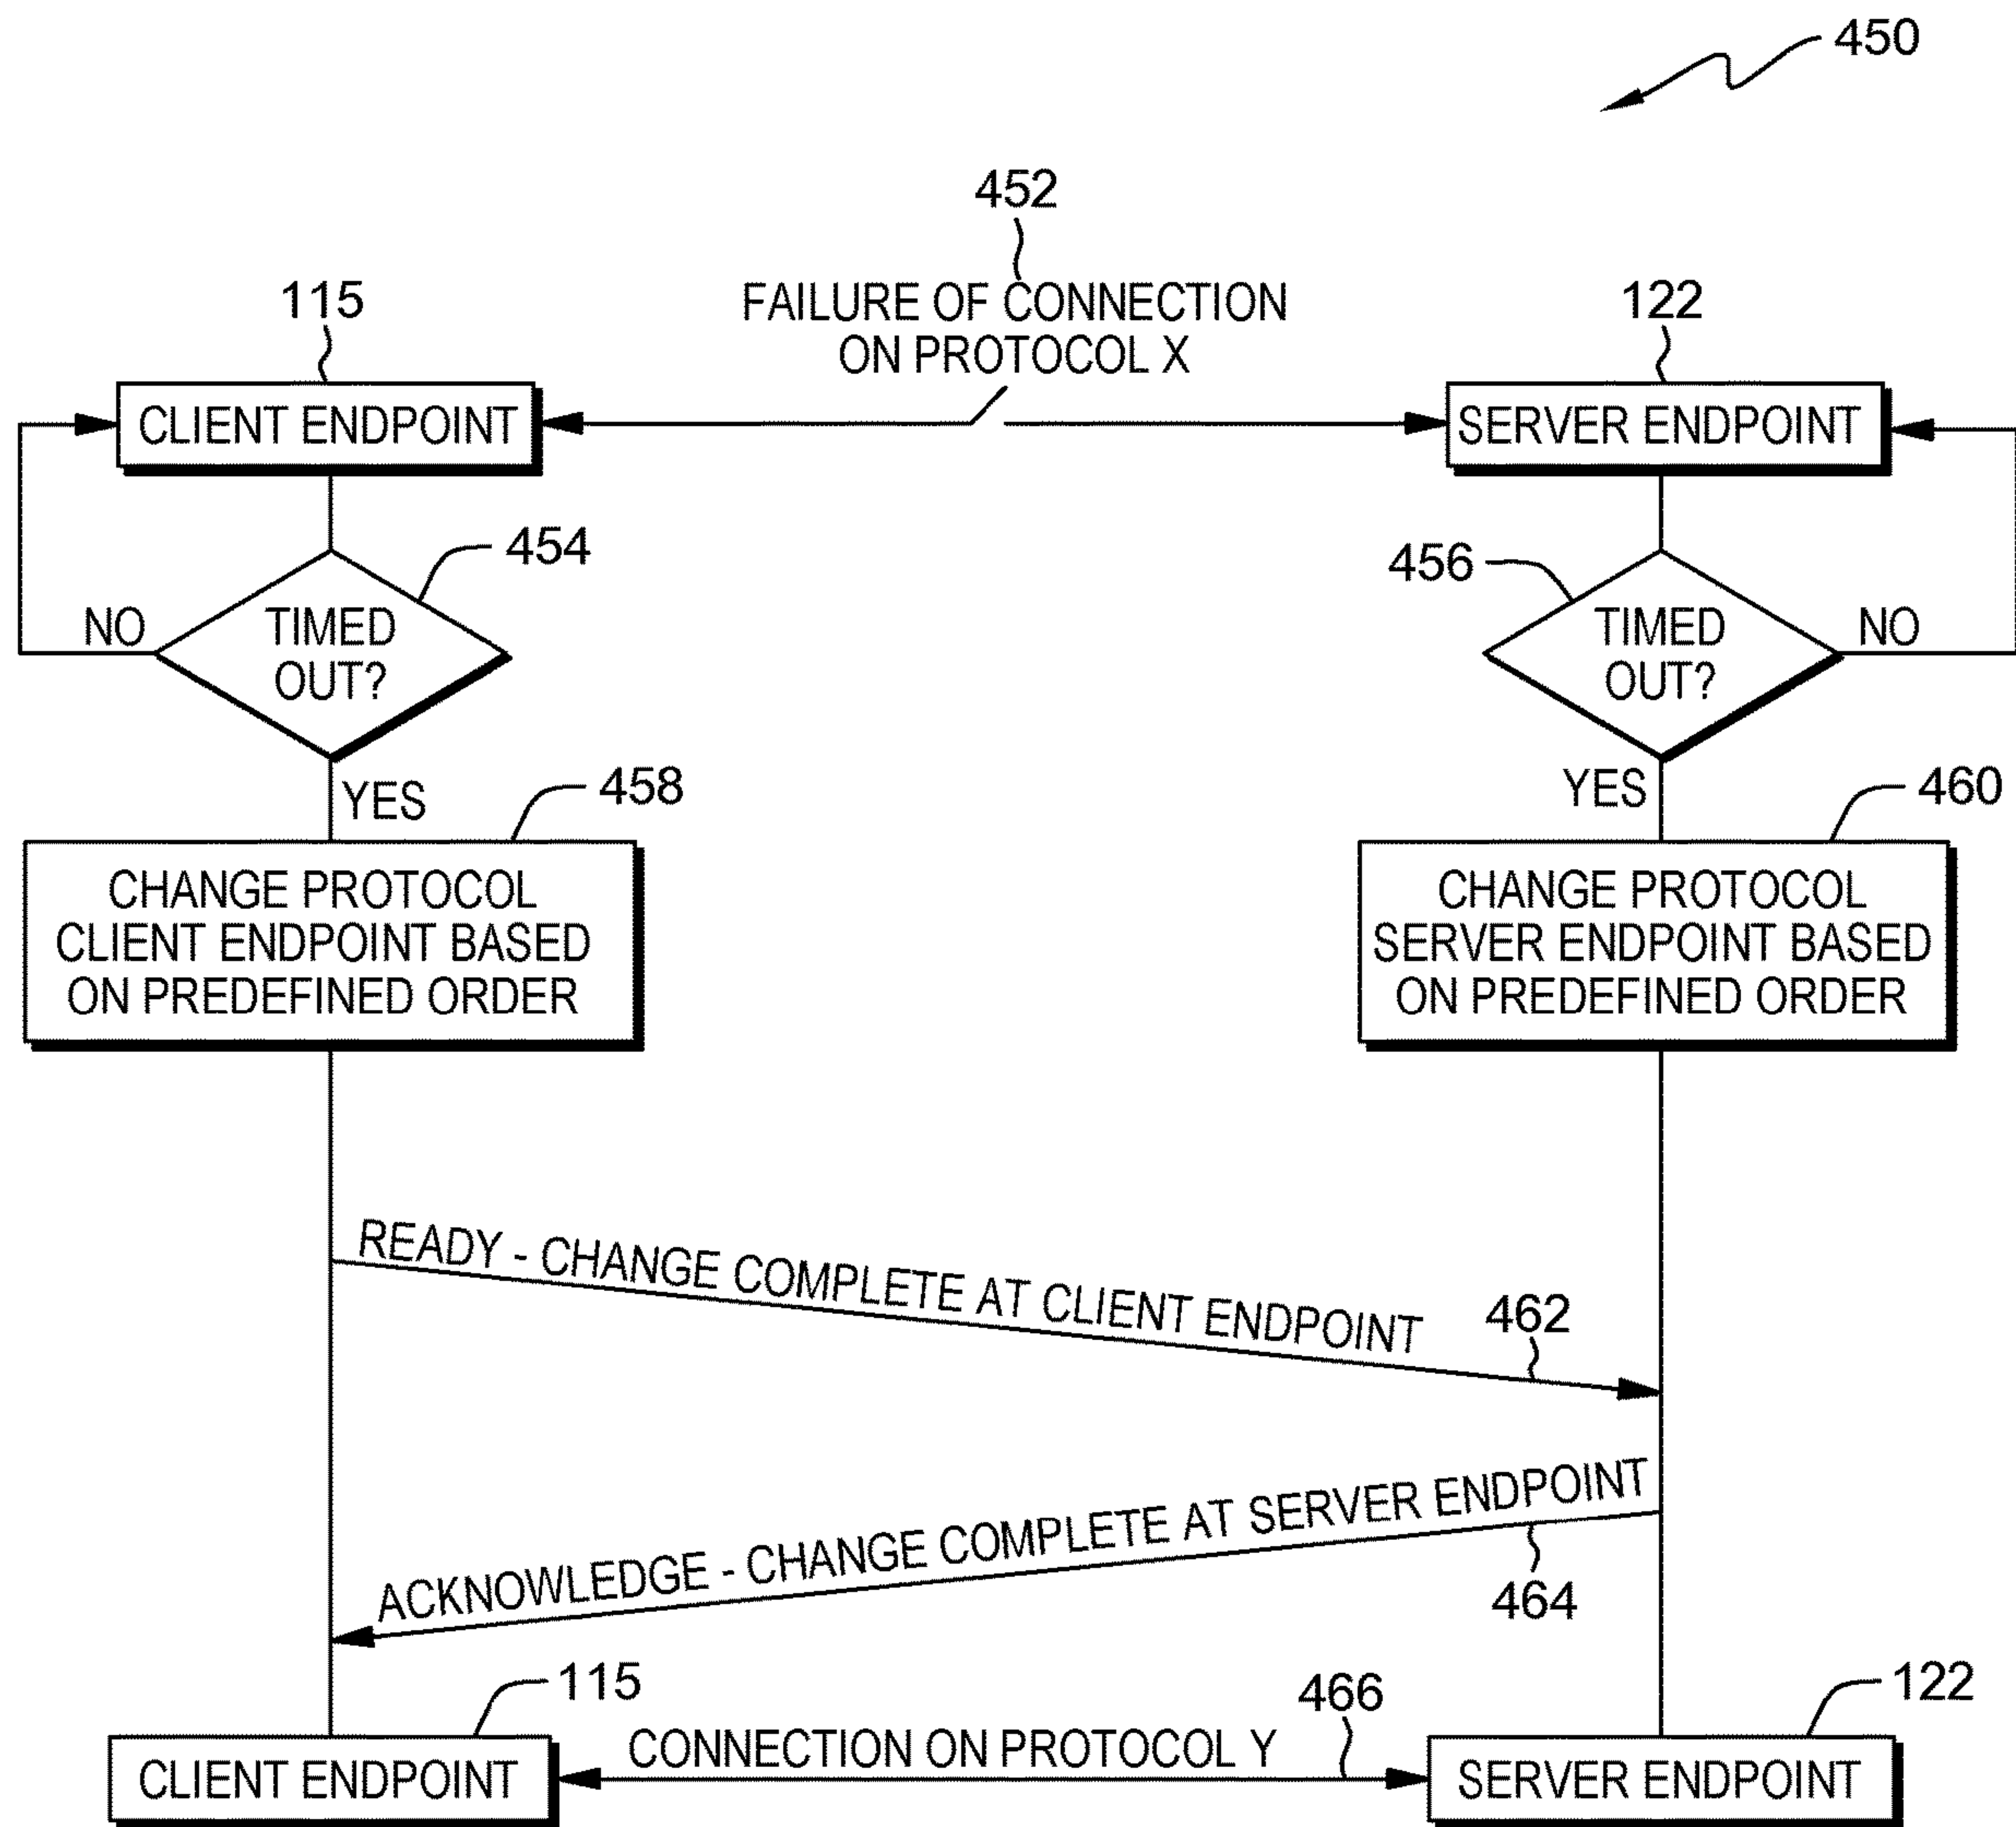 450
452
FAILURE OF CONNECTION
ON PROTOCOL X
115
122
CLIENT ENDPOINT
SERVER ENDPOINT
454
456
NO
TIMED
OUT?
TIMED
OUT?
NO
YES
458
YES
460
CHANGE PROTOCOL
CLIENT ENDPOINT BASED
ON PREDEFINED ORDER
CHANGE PROTOCOL
SERVER ENDPOINT BASED
ON PREDEFINED ORDER
READY - CHANGE COMPLETE AT CLIENT ENDPOINT
462
ACKNOWLEDGE - CHANGE COMPLETE AT SERVER ENDPOINT
464
115
466
122
CLIENT ENDPOINT
CONNECTION ON PROTOCOL Y
SERVER ENDPOINT